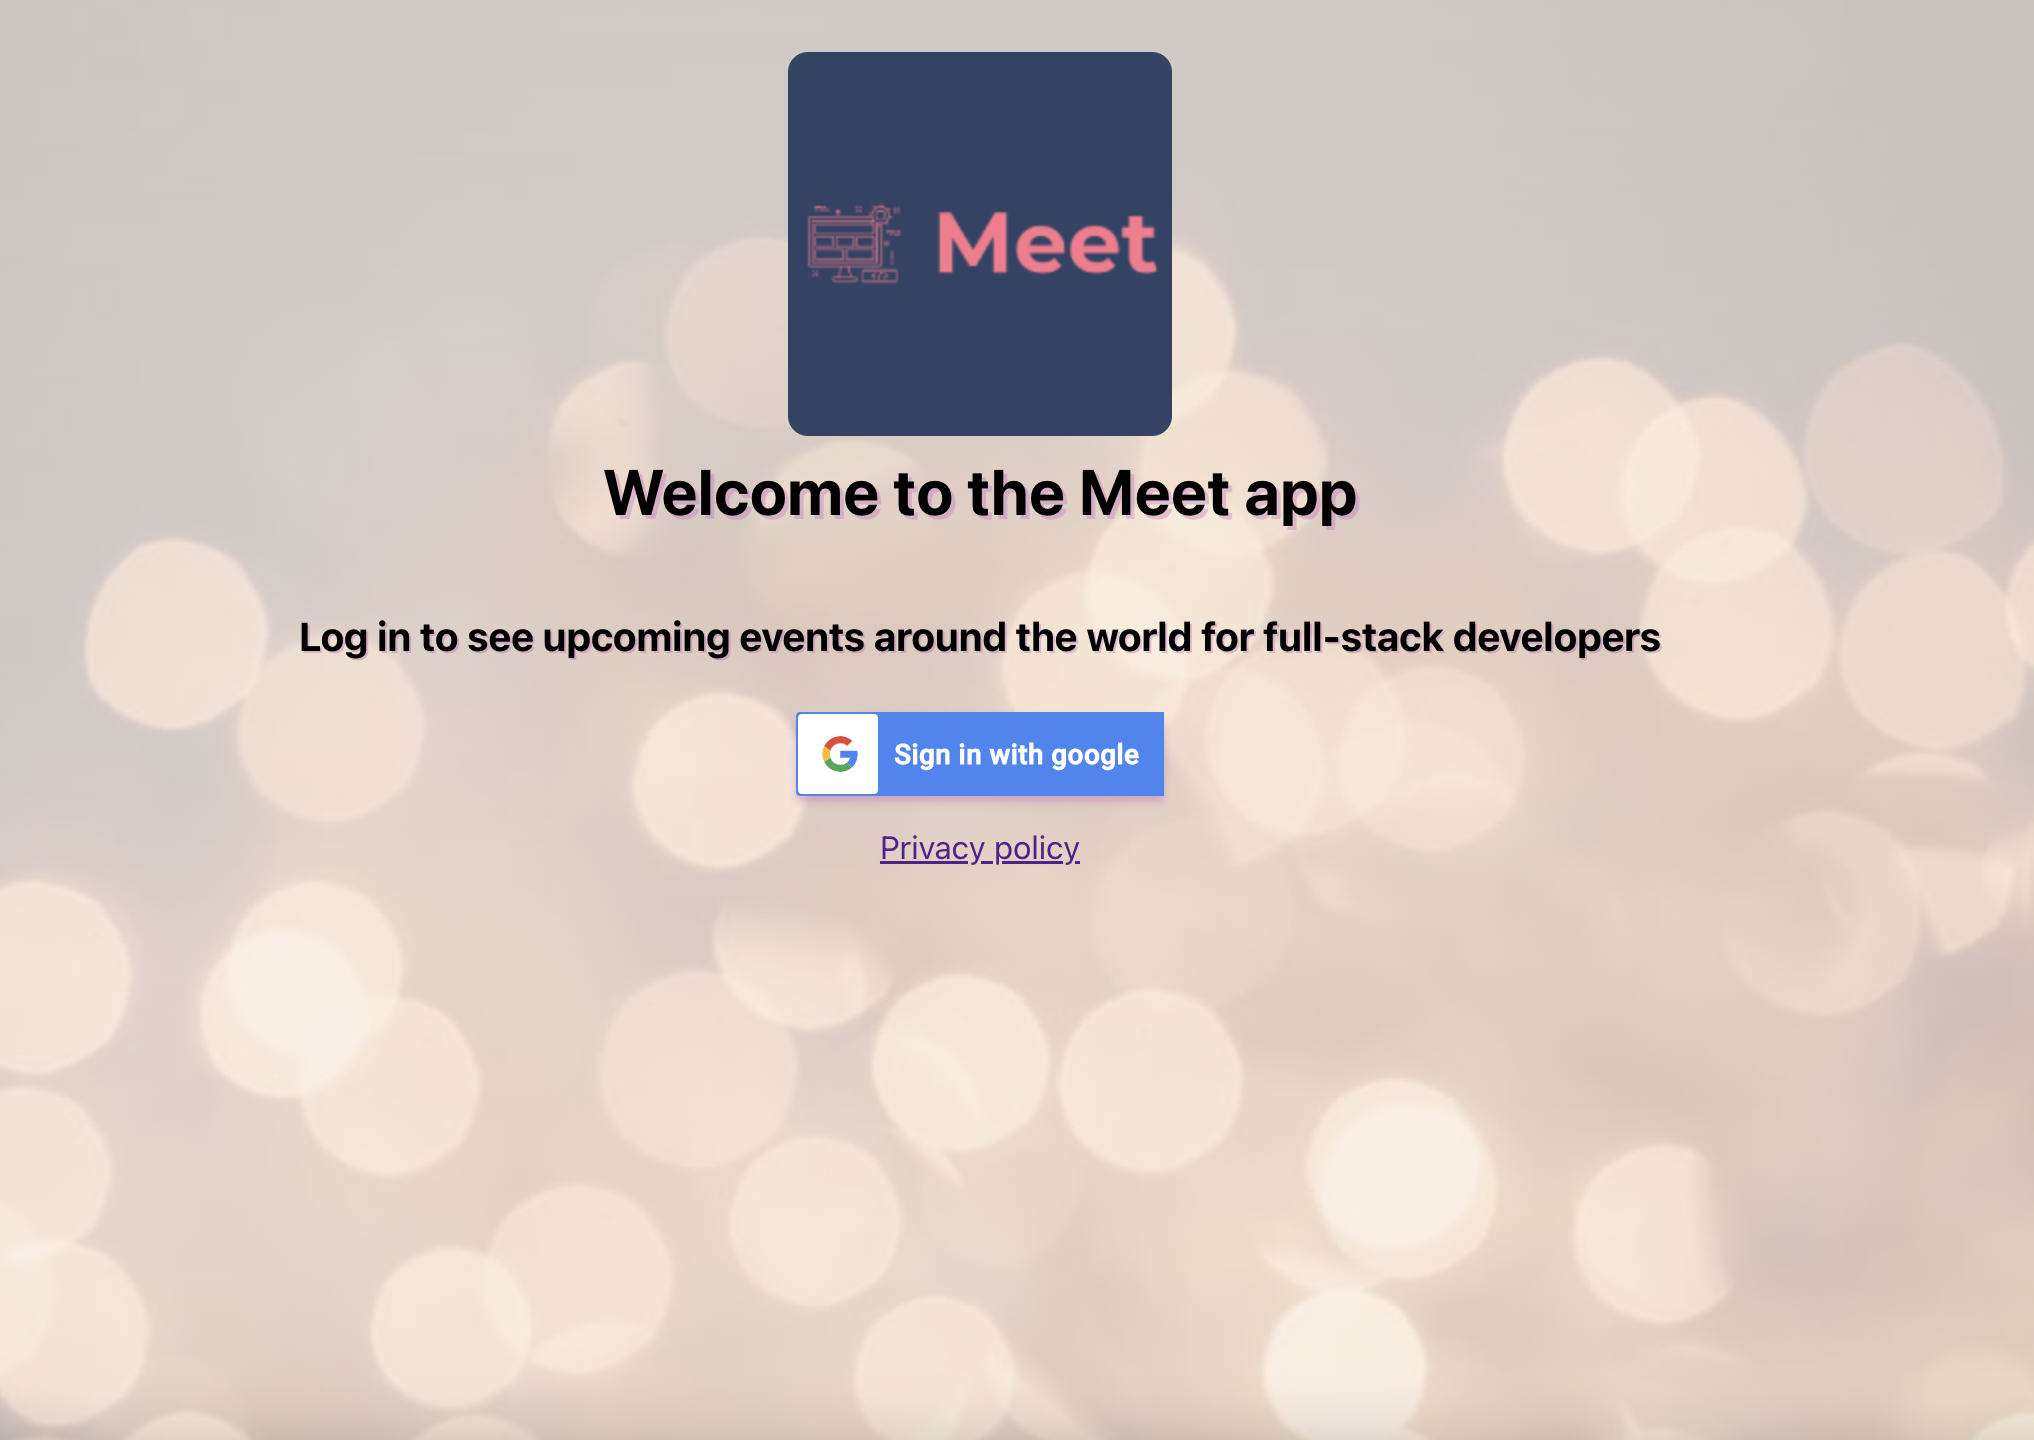 Meet
Welcome to the Meet app
Log in to see upcoming events around the world for full-stack developers
Sign in with google
Privacy policy